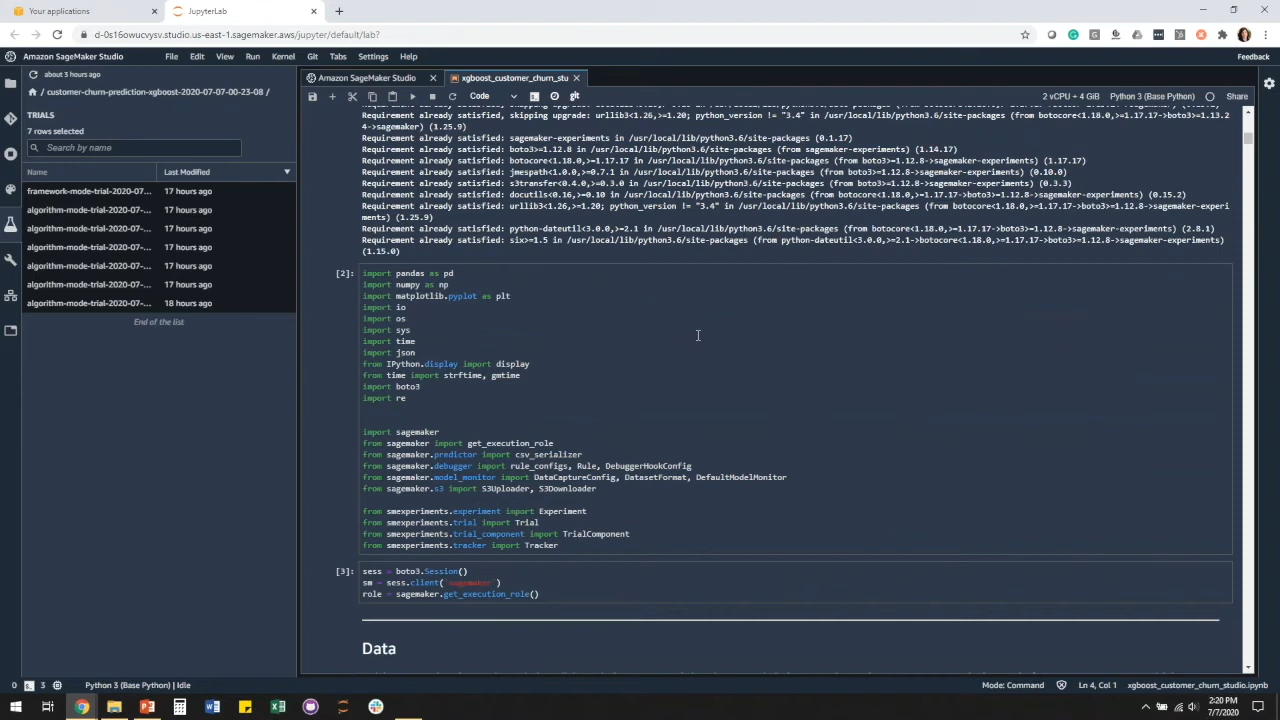 Your applications
JupyterLab
d-0s16owucvysv.studio.us-east-1.sagemaker.aws/jupyter/default/lab?
Amazon SageMaker Studio File Edit View Run Kernel Git Tabs Settings Help Feedback
about 3 hours ago
/ customer-churn-prediction-xgboost-2020-07-07-00-23-08 /
TRIALS
7 rows selected
Search by name
Name Last Modified
framework-mode-trial-2020-07-... 17 hours ago
algorithm-mode-trial-2020-07-... 17 hours ago
algorithm-mode-trial-2020-07-... 17 hours ago
algorithm-mode-trial-2020-07-... 17 hours ago
algorithm-mode-trial-2020-07-... 17 hours ago
algorithm-mode-trial-2020-07-... 17 hours ago
algorithm-mode-trial-2020-07-... 18 hours ago
End of the list
Amazon SageMaker Studio
xgboost_customer_churn_stu
Code
git
2 vCPU + 4 GiB Python 3 (Base Python) Share
Requirement already satisfied, skipping upgrade: urllib3<1.26,>=1.20; python_version != "3.4" in /usr/local/lib/python3.6/site-packages (from botocore<1.18.0,>=1.17.17->boto3>=1.13.2
4->sagemaker) (1.25.9)
Requirement already satisfied: sagemaker-experiments in /usr/local/lib/python3.6/site-packages (0.1.17)
Requirement already satisfied: boto3>=1.12.8 in /usr/local/lib/python3.6/site-packages (from sagemaker-experiments) (1.14.17)
Requirement already satisfied: botocore<1.18.0,>=1.17.17 in /usr/local/lib/python3.6/site-packages (from boto3>=1.12.8->sagemaker-experiments) (1.17.17)
Requirement already satisfied: jmespath<1.0.0,>=0.7.1 in /usr/local/lib/python3.6/site-packages (from boto3>=1.12.8->sagemaker-experiments) (0.10.0)
Requirement already satisfied: s3transfer<0.4.0,>=0.3.0 in /usr/local/lib/python3.6/site-packages (from boto3>=1.12.8->sagemaker-experiments) (0.3.3)
Requirement already satisfied: docutils<0.16,>=0.10 in /usr/local/lib/python3.6/site-packages (from botocore<1.18.0,>=1.17.17->boto3>=1.12.8->sagemaker-experiments) (0.15.2)
Requirement already satisfied: urllib3<1.26,>=1.20; python_version != "3.4" in /usr/local/lib/python3.6/site-packages (from botocore<1.18.0,>=1.17.17->boto3>=1.12.8->sagemaker-experi
ments) (1.25.9)
Requirement already satisfied: python-dateutil<3.0.0,>=2.1 in /usr/local/lib/python3.6/site-packages (from botocore<1.18.0,>=1.17.17->boto3>=1.12.8->sagemaker-experiments) (2.8.1)
Requirement already satisfied: six>=1.5 in /usr/local/lib/python3.6/site-packages (from python-dateutil<3.0.0,>=2.1->botocore<1.18.0,>=1.17.17->boto3>=1.12.8->sagemaker-experiments)
(1.15.0)
[2]: import pandas as pd
import numpy as np
import matplotlib.pyplot as plt
import io
import os
import sys
import time
import json
from IPython.display import display
from time import strftime, gmtime
import boto3
import re
import sagemaker
from sagemaker import get_execution_role
from sagemaker.predictor import csv_serializer
from sagemaker.debugger import rule_configs, Rule, DebuggerHookConfig
from sagemaker.model_monitor import DataCaptureConfig, DatasetFormat, DefaultModelMonitor
from sagemaker.s3 import S3Uploader, S3Downloader
from smexperiments.experiment import Experiment
from smexperiments.trial import Trial
from smexperiments.trial_component import TrialComponent
from smexperiments.tracker import Tracker
[3]: sess = boto3.Session()
sm = sess.client('sagemaker')
role = sagemaker.get_execution_role()
Data
0 3 Python 3 (Base Python) | Idle Mode: Command Ln 4, Col 1 xgboost_customer_churn_studio.ipynb
2:20 PM
7/7/2020